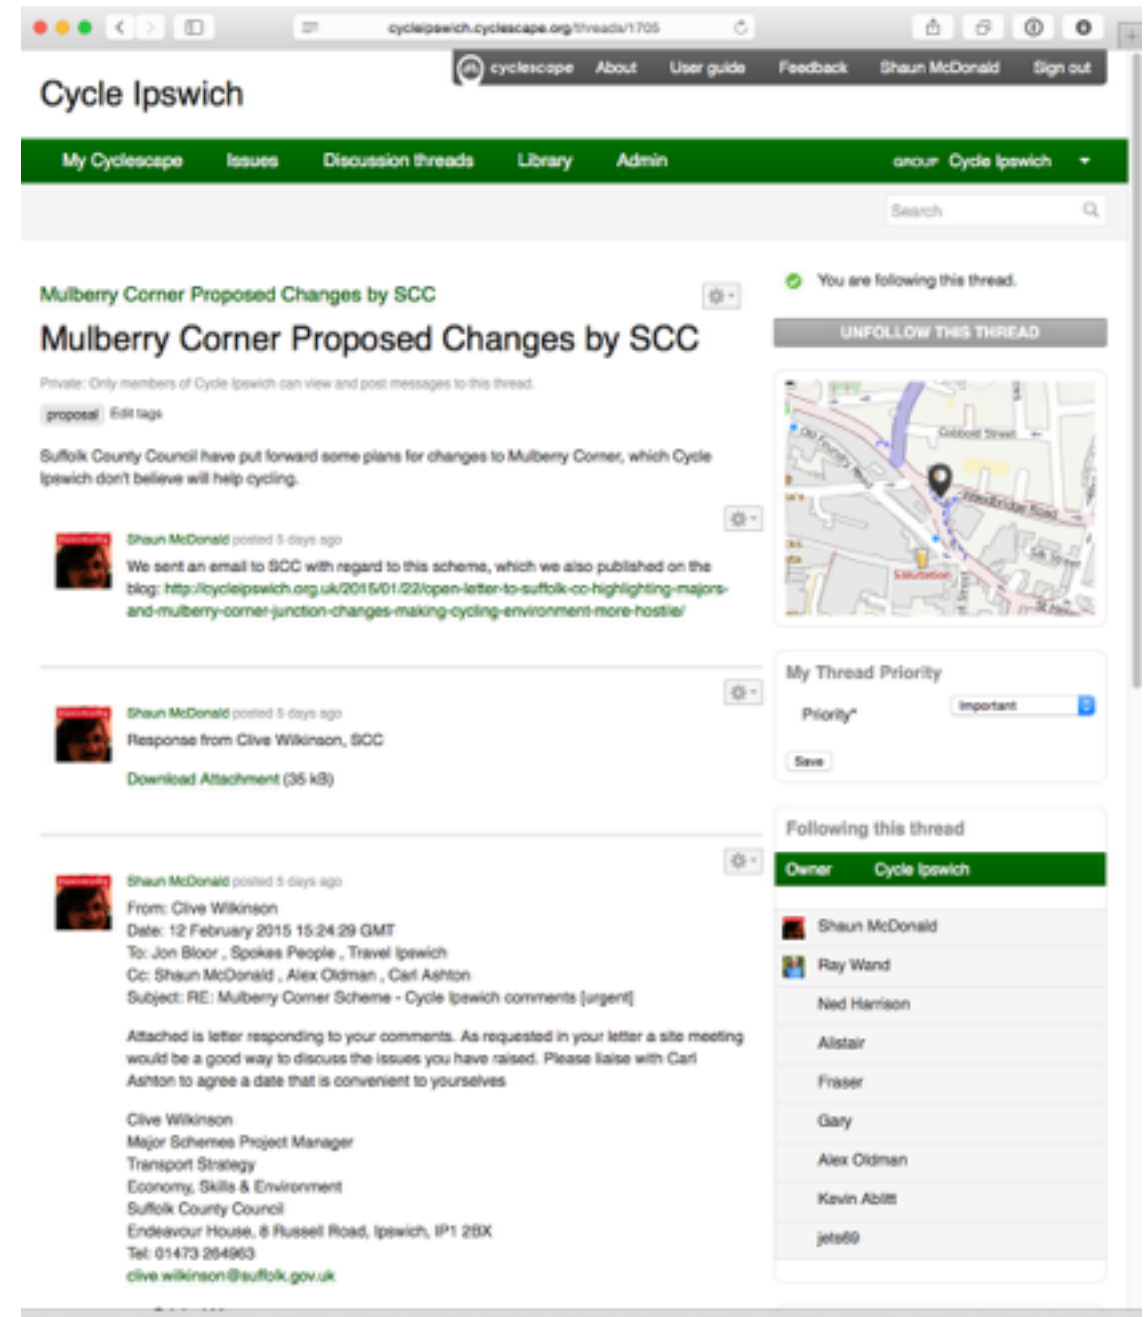 cycleipswich.cyclescape.org/threads/1705
cyclescape About User guide Feedback Shaun McDonald Sign out
Cycle Ipswich
My Cyclescape Issues Discussion threads Library Admin GROUP Cycle Ipswich
Search
Mulberry Corner Proposed Changes by SCC
Mulberry Corner Proposed Changes by SCC
Private: Only members of Cycle Ipswich can view and post messages to this thread.
proposal Edit tags
Suffolk County Council have put forward some plans for changes to Mulberry Corner, which Cycle
Ipswich don't believe will help cycling.
Shaun McDonald posted 5 days ago
We sent an email to SCC with regard to this scheme, which we also published on the
blog: http://cycleipswich.org.uk/2015/01/22/open-letter-to-suffolk-cc-highlighting-majors-
and-mulberry-corner-junction-changes-making-cycling-environment-more-hostile/
Shaun McDonald posted 5 days ago
Response from Clive Wilkinson, SCC
Download Attachment (35 kB)
Shaun McDonald posted 5 days ago
From: Clive Wilkinson
Date: 12 February 2015 15:24:29 GMT
To: Jon Bloor , Spokes People , Travel Ipswich
Cc: Shaun McDonald , Alex Oldman , Carl Ashton
Subject: RE: Mulberry Corner Scheme - Cycle Ipswich comments [urgent]
Attached is letter responding to your comments. As requested in your letter a site meeting
would be a good way to discuss the issues you have raised. Please liaise with Carl
Ashton to agree a date that is convenient to yourselves
Clive Wilkinson
Major Schemes Project Manager
Transport Strategy
Economy, Skills & Environment
Suffolk County Council
Endeavour House, 8 Russell Road, Ipswich, IP1 2BX
Tel: 01473 264963
clive.wilkinson@suffolk.gov.uk
You are following this thread.
UNFOLLOW THIS THREAD
Cobbold Street
Old Foundry Road
Woodbridge Road
Silk Street
Salutation
My Thread Priority
Priority* Important
Save
Following this thread
Owner Cycle Ipswich
Shaun McDonald
Ray Wand
Ned Harrison
Alistair
Fraser
Gary
Alex Oldman
Kevin Ablitt
jets69